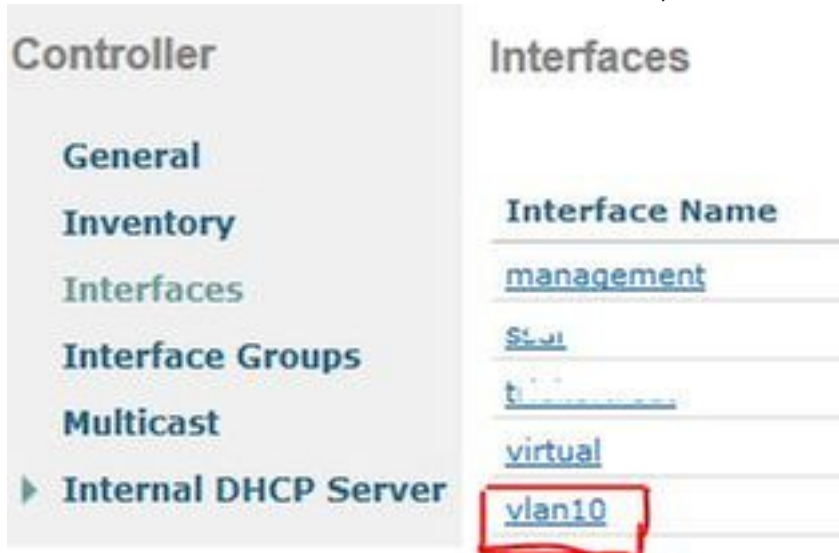 Controller
General
Inventory
Interfaces
Interface Groups
Multicast
Internal DHCP Server
Interfaces
Interface Name
management
virtual
vlan10